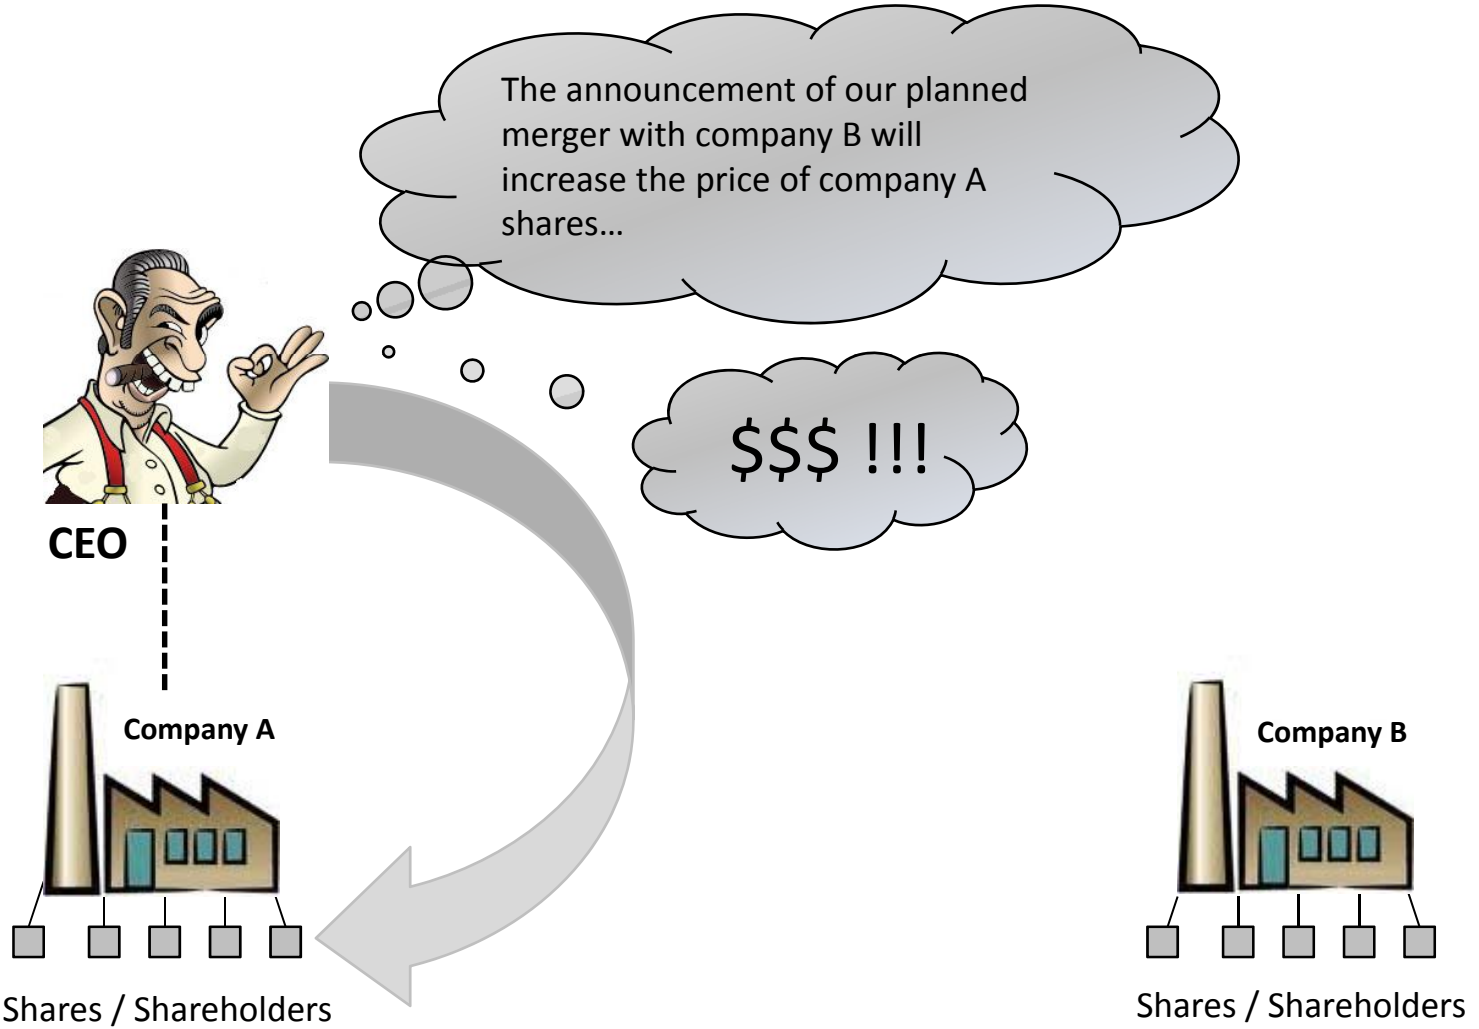 The announcement of our planned
merger with company B will
increase the price of company A
shares…
$$$ !!!
CEO
Company A
Company B
Shares / Shareholders
Shares / Shareholders